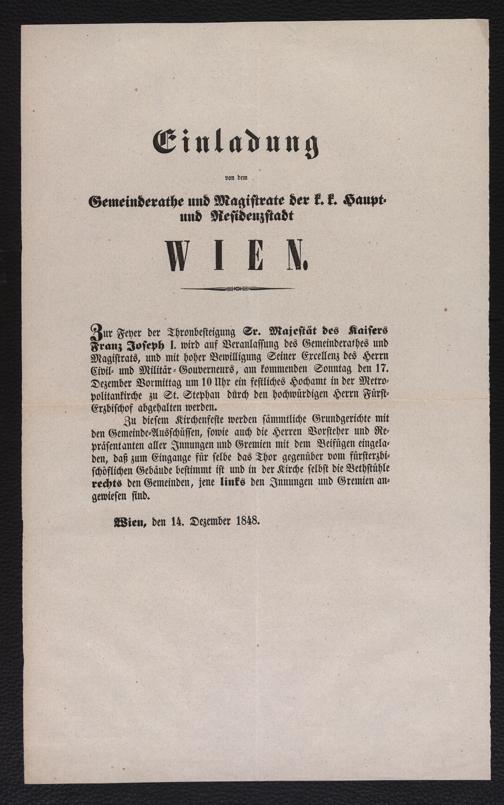 Einladung
von dem
Gemeinderathe und Magistrate der k. k. Haupt-
und Residenzstadt
WIEN.
Zur Feyer der Thronbesteigung Sr. Majestät des Kaisers
Franz Joseph I. wird auf Veranlassung des Gemeinderathes und
Magistrats, und mit hoher Bewilligung Seiner Excellenz des Herrn
Civil- und Militär-Gouverneurs, am kommenden Sonntag den 17.
Dezember Vormittag um 10 Uhr ein festliches Hochamt in der Metro-
politankirche zu St. Stephan durch den hochwürdigen Herrn Fürst-
Erzbischof abgehalten werden.
Zu diesem Kirchenfeste werden sämmtliche Grundgerichte mit
den Gemeinde-Ausschüssen, sowie auch die Herren Vorsteher und Re-
präsentanten aller Innungen und Gremien mit dem Beifügen eingela-
den, daß zum Eingange für selbe das Thor gegenüber vom fürsterzbi-
schöflichen Gebäude bestimmt ist und in der Kirche selbst die Bethstühle
rechts den Gemeinden, jene links den Innungen und Gremien an-
gewiesen sind.
Wien, den 14. Dezember 1848.